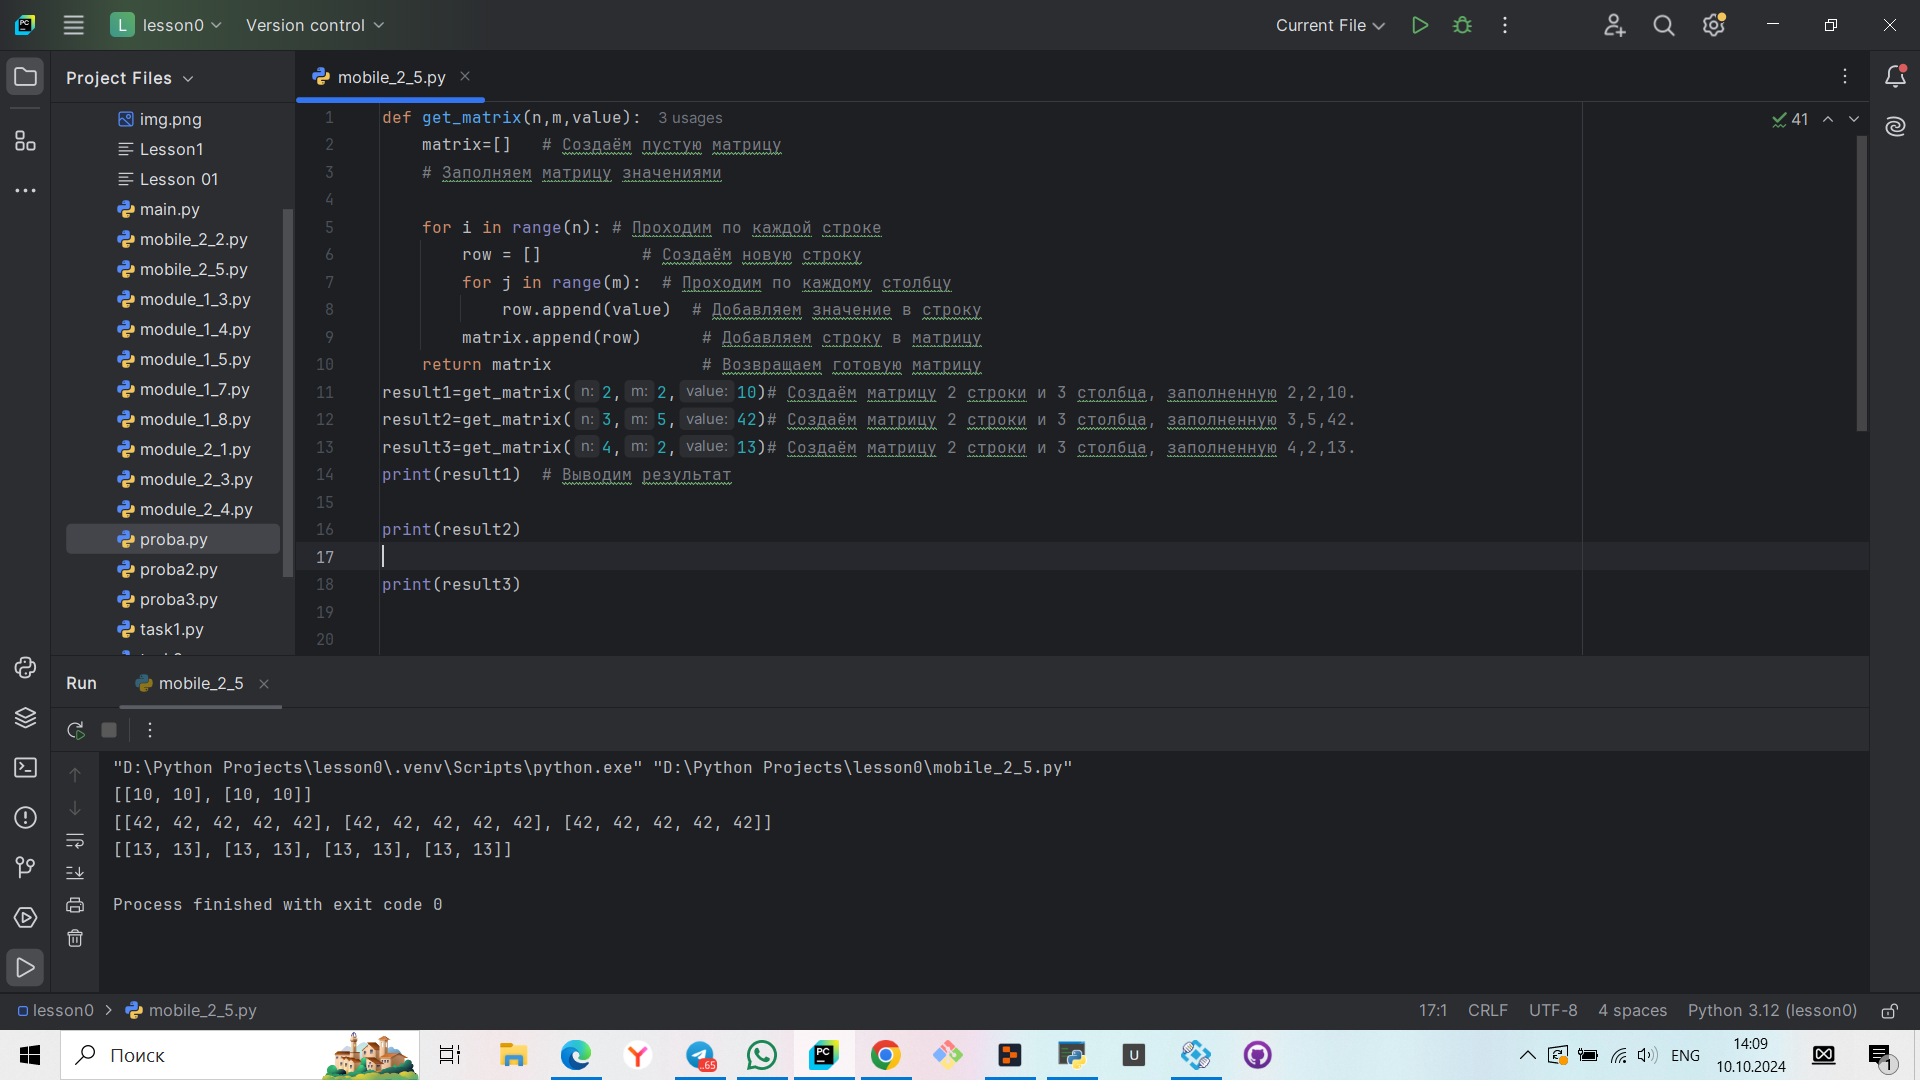 L lesson0 Version control Current File
Project Files
img.png
Lesson1
Lesson 01
main.py
mobile_2_2.py
mobile_2_5.py
module_1_3.py
module_1_4.py
module_1_5.py
module_1_7.py
module_1_8.py
module_2_1.py
module_2_3.py
module_2_4.py
proba.py
proba2.py
proba3.py
task1.py
mobile_2_5.py
41
1 def get_matrix(n,m,value): 3 usages
2 matrix=[] # Создаём пустую матрицу
3 # Заполняем матрицу значениями
4
5 for i in range(n): # Проходим по каждой строке
6 row = [] # Создаём новую строку
7 for j in range(m): # Проходим по каждому столбцу
8 row.append(value) # Добавляем значение в строку
9 matrix.append(row) # Добавляем строку в матрицу
10 return matrix # Возвращаем готовую матрицу
11 result1=get_matrix( n: 2, m: 2, value: 10)# Создаём матрицу 2 строки и 3 столбца, заполненную 2,2,10.
12 result2=get_matrix( n: 3, m: 5, value: 42)# Создаём матрицу 2 строки и 3 столбца, заполненную 3,5,42.
13 result3=get_matrix( n: 4, m: 2, value: 13)# Создаём матрицу 2 строки и 3 столбца, заполненную 4,2,13.
14 print(result1) # Выводим результат
15
16 print(result2)
17
18 print(result3)
19
20
Run mobile_2_5
"D:\Python Projects\lesson0\.venv\Scripts\python.exe" "D:\Python Projects\lesson0\mobile_2_5.py"
[[10, 10], [10, 10]]
[[42, 42, 42, 42, 42], [42, 42, 42, 42, 42], [42, 42, 42, 42, 42]]
[[13, 13], [13, 13], [13, 13], [13, 13]]
Process finished with exit code 0
lesson0 mobile_2_5.py 17:1 CRLF UTF-8 4 spaces Python 3.12 (lesson0)
Поиск
ENG
14:09
10.10.2024